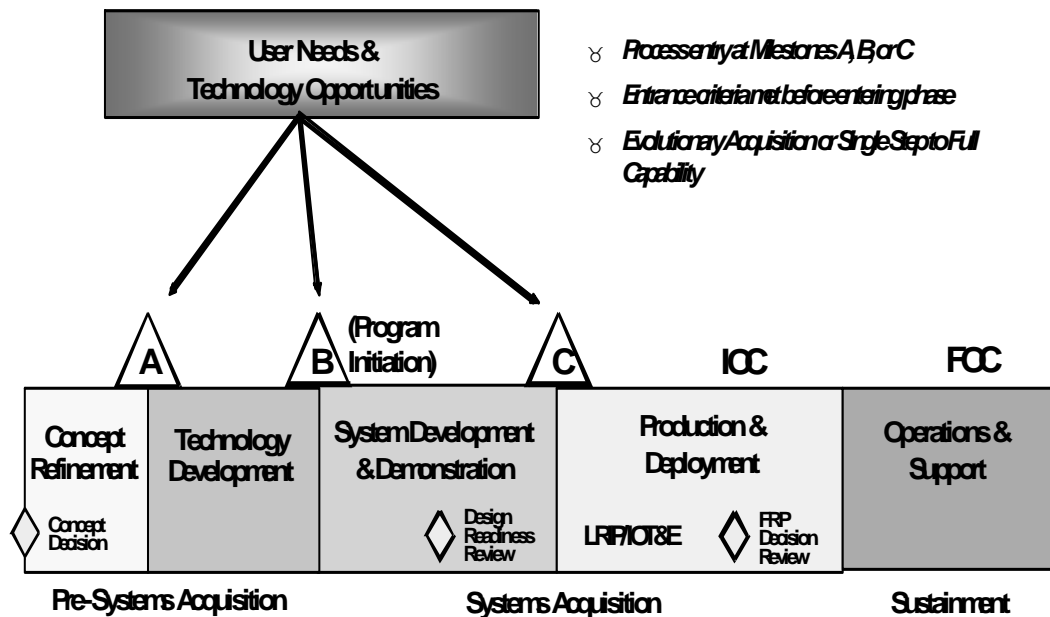 User Needs &
Technology Opportunities
Process entry at Milestones A, B, or C
Entrance criteria met before entering phase
Evolutionary Acquisition or Single Step to Full
Capability
A
B
(Program
Initiation)
C
IOC
FOC
Concept
Refinement
Technology
Development
System Development
& Demonstration
Production &
Deployment
Operations &
Support
Concept
Decision
Design
Readiness
Review
LRIP/IOT&E
FRP
Decision
Review
Pre-Systems Acquisition
Systems Acquisition
Sustainment